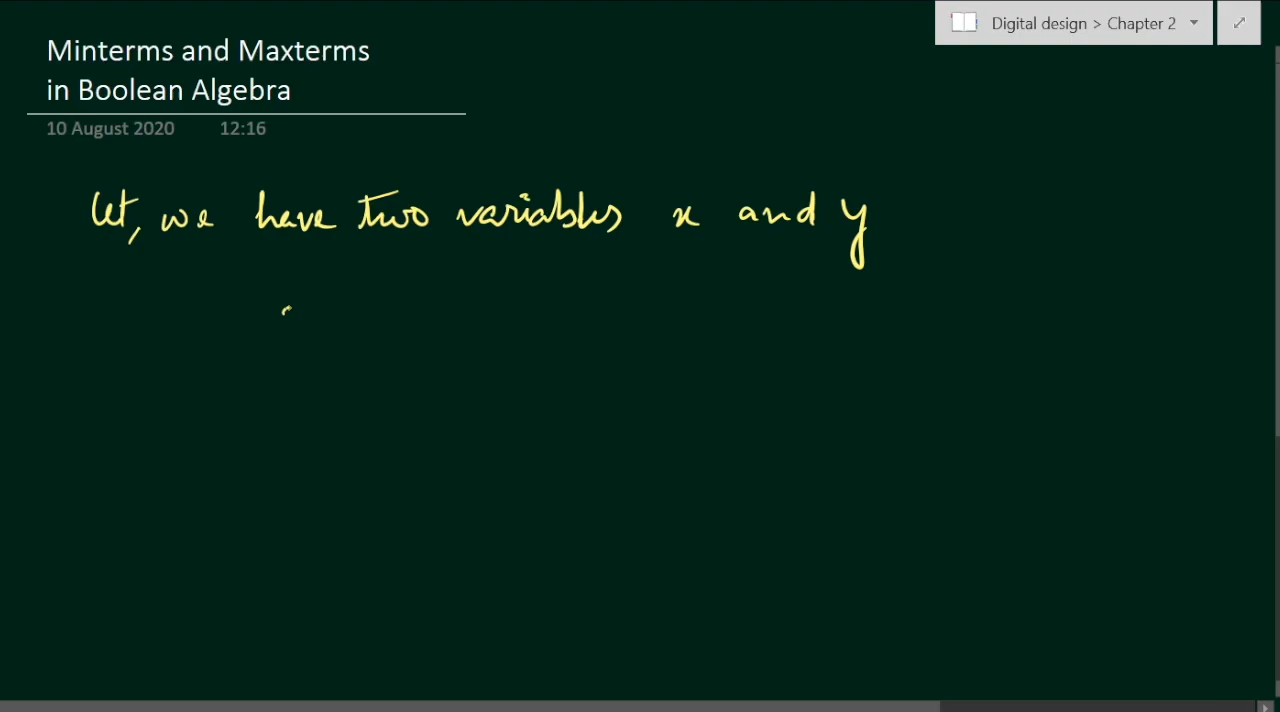 Digital design > Chapter 2
Minterms and Maxterms
in Boolean Algebra
10 August 2020 12:16
let, we have two variables x and y